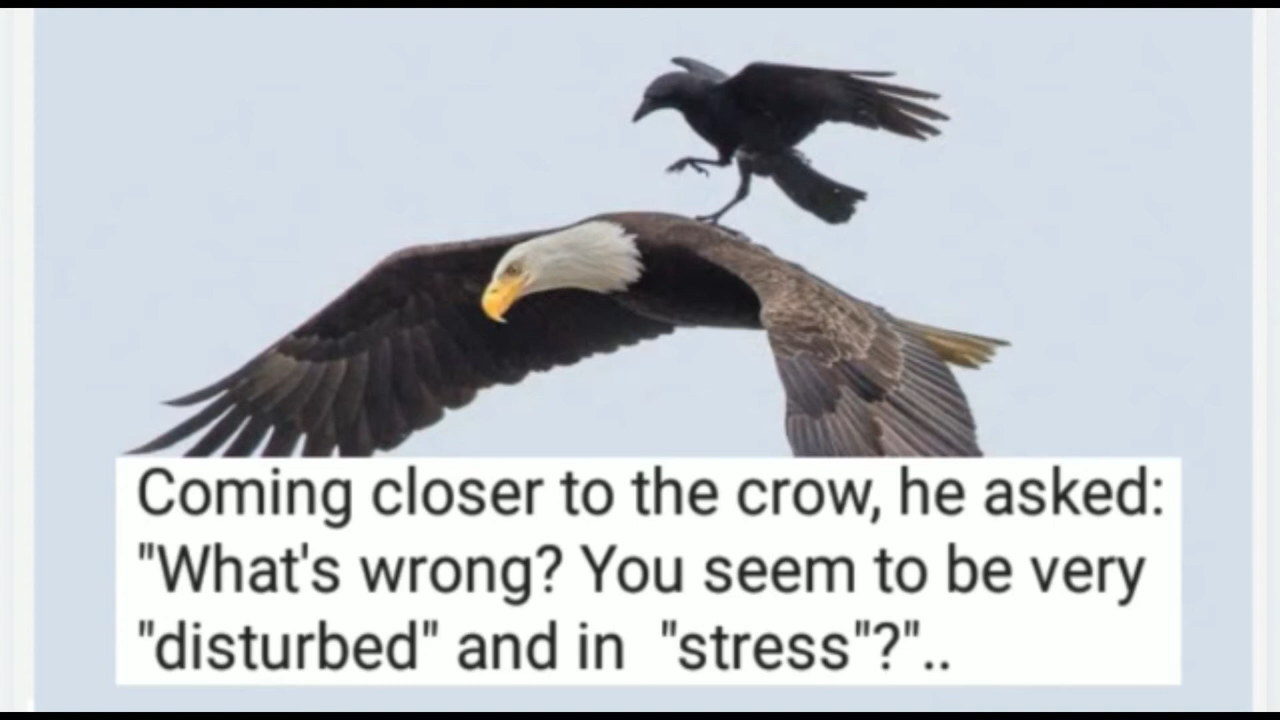 Coming closer to the crow, he asked:
"What's wrong? You seem to be very
"disturbed" and in  "stress"?"..